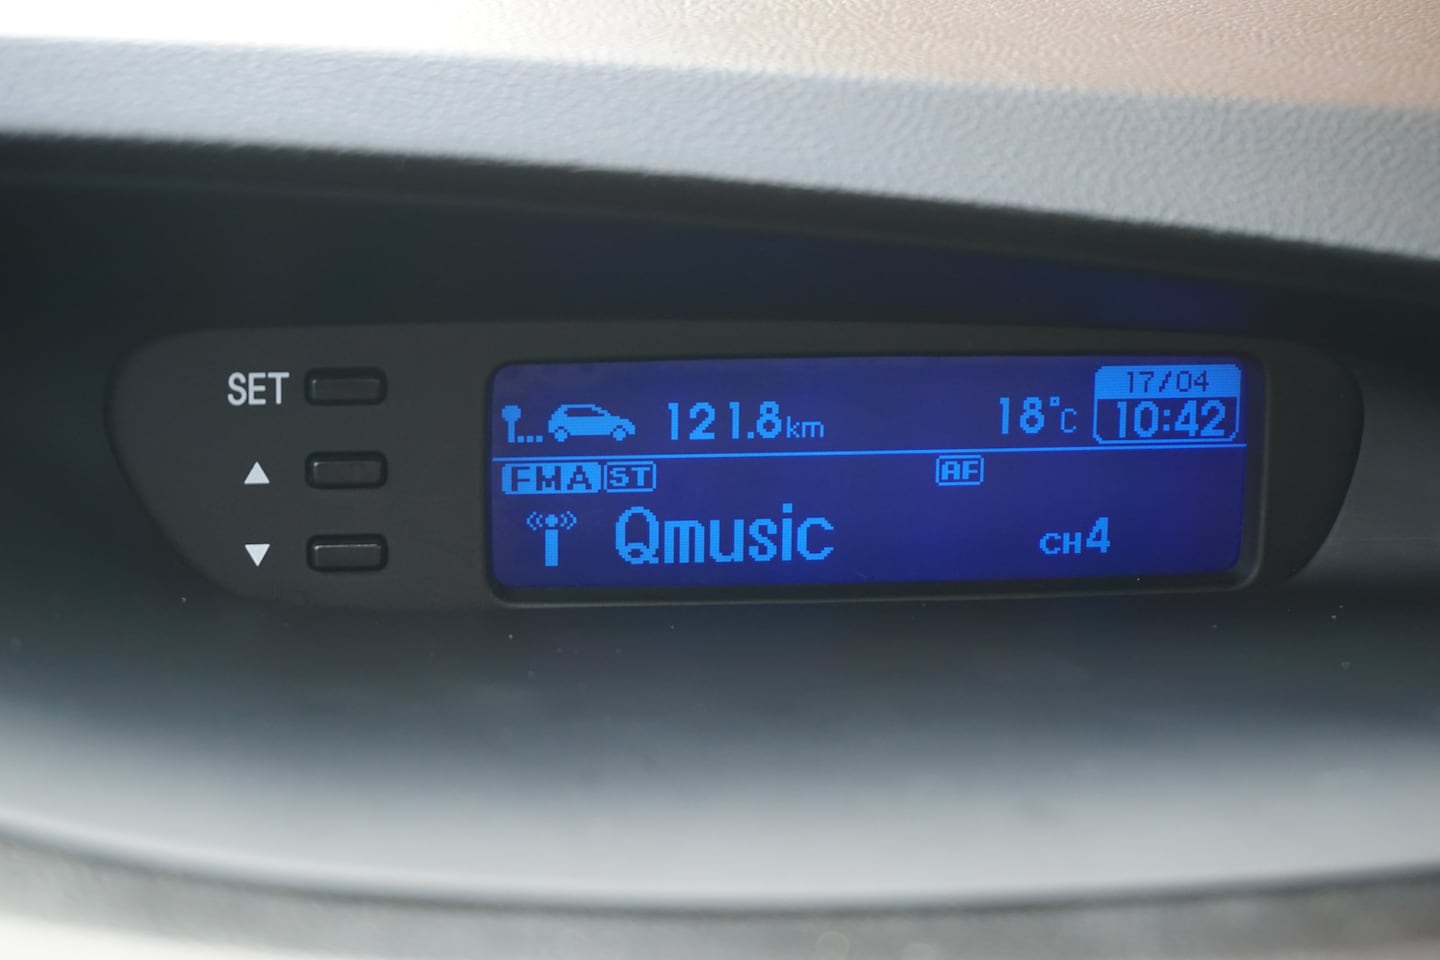 SET
121.8km 18°C 17/04
10:42
FMA ST AF
Qmusic CH4